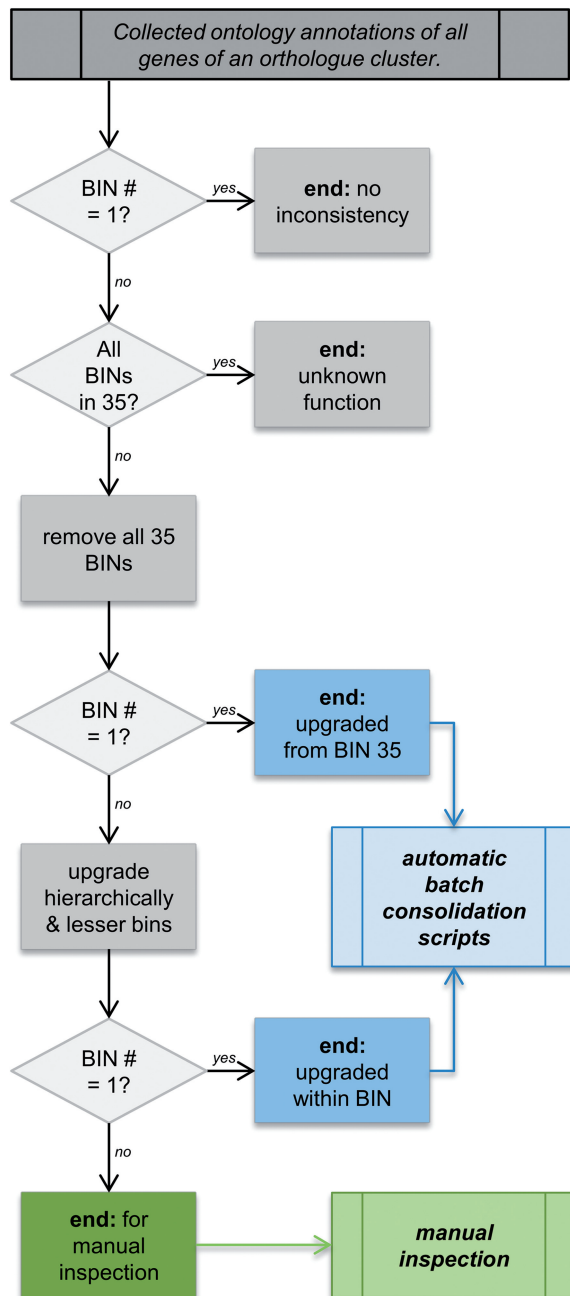 Collected ontology annotations of all
genes of an orthologue cluster.
BIN #
= 1?
yes
end: no
inconsistency
no
All
BINs
in 35?
yes
end:
unknown
function
no
remove all 35
BINs
BIN #
= 1?
yes
end:
upgraded
from BIN 35
no
upgrade
hierarchically
& lesser bins
automatic
batch
consolidation
scripts
BIN #
= 1?
yes
end:
upgraded
within BIN
no
end: for
manual
inspection
manual
inspection